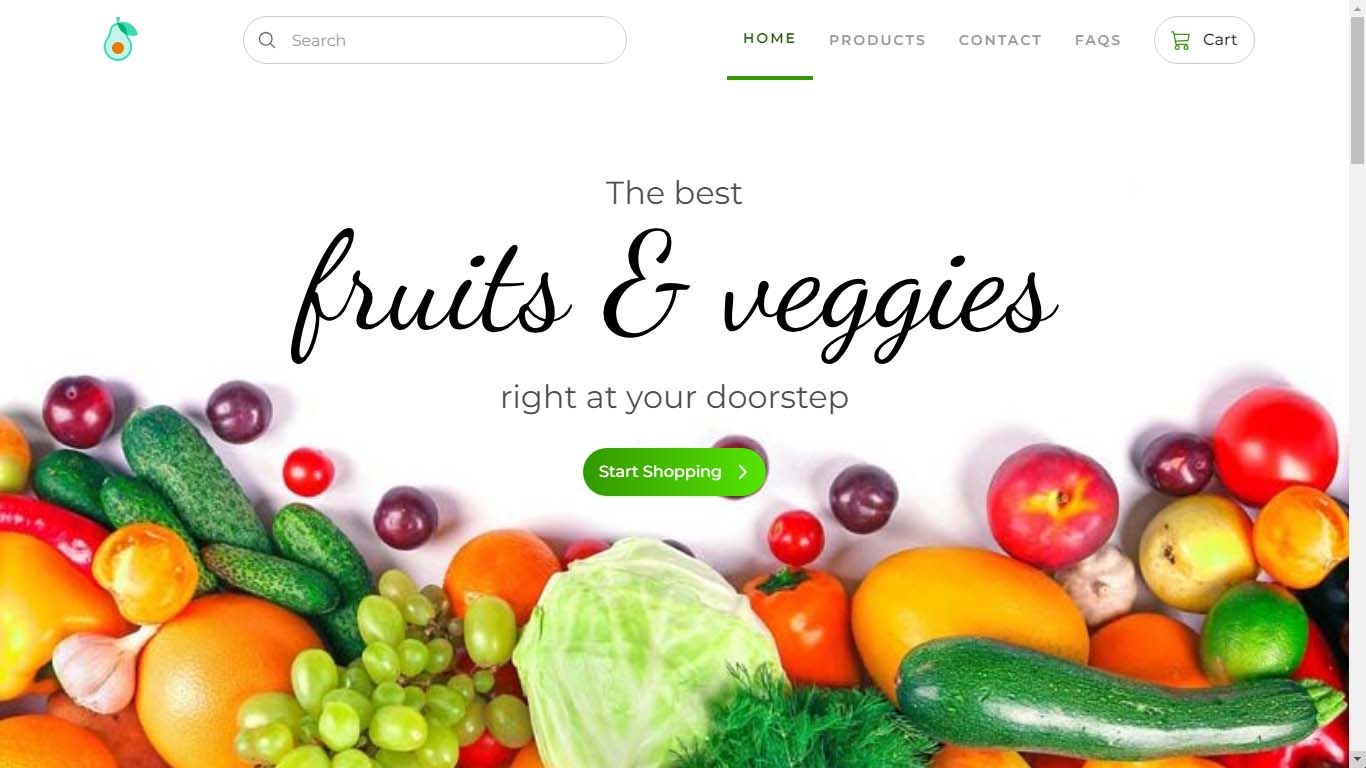 Search
HOME
PRODUCTS
CONTACT
FAQS
Cart
The best
fruits & veggies
right at your doorstep
Start Shopping